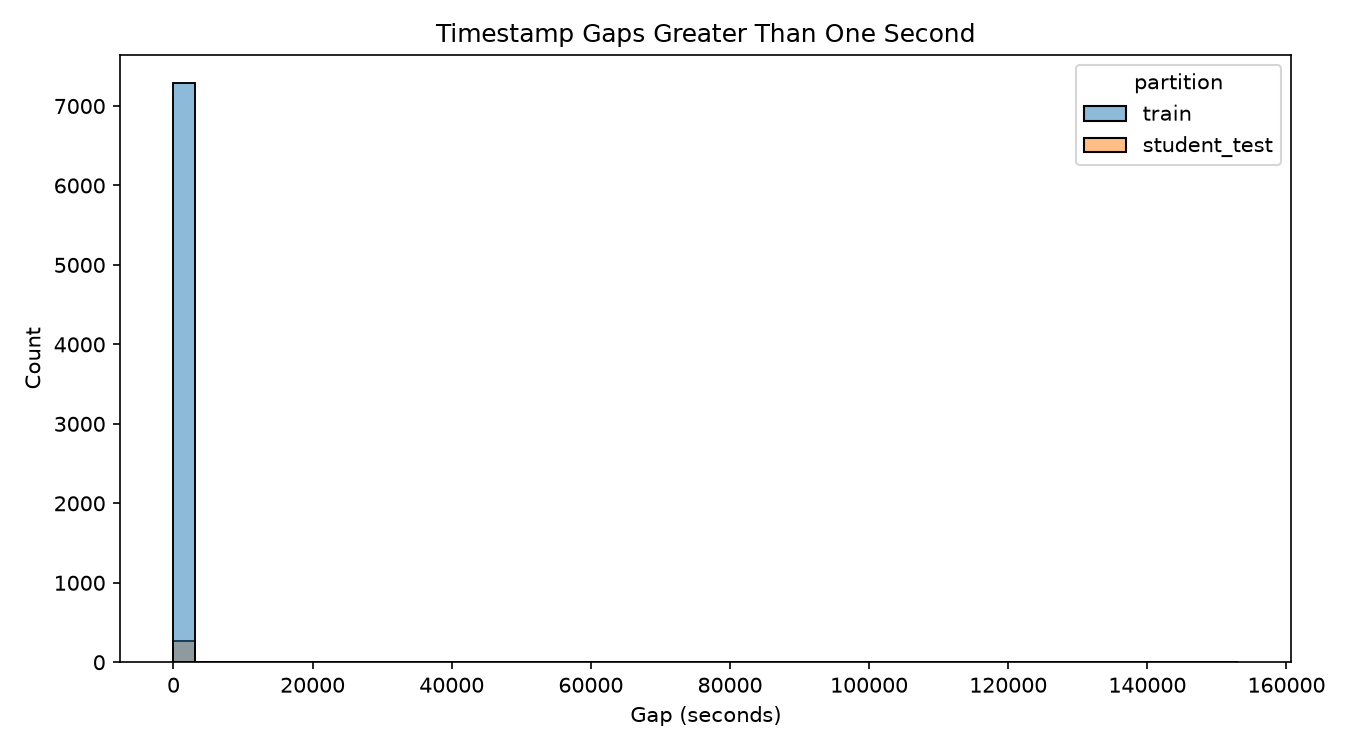 Timestamp Gaps Greater Than One Second
partition
train
student_test
7000
6000
5000
4000
3000
2000
1000
0
Count
0 20000 40000 60000 80000 100000 120000 140000 160000
Gap (seconds)